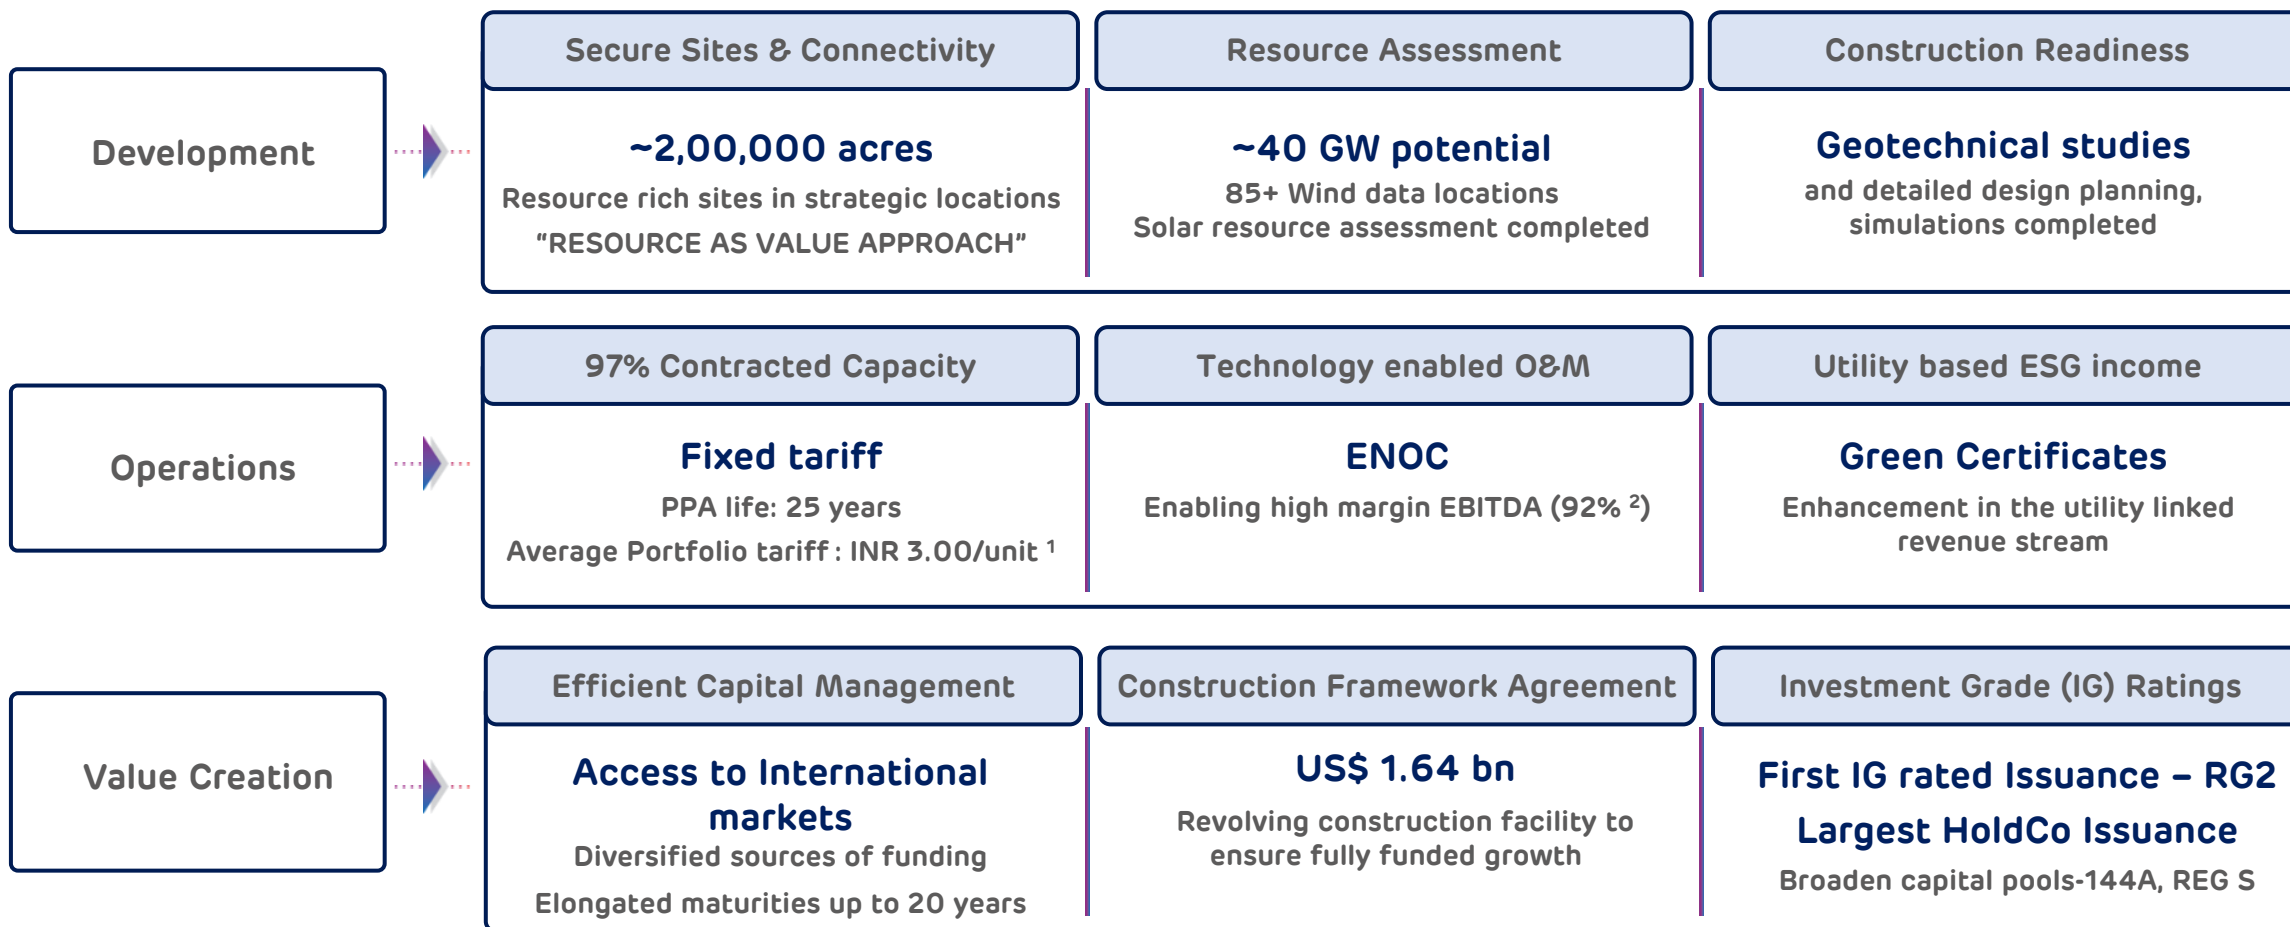 Development
Secure Sites & Connectivity
~2,00,000 acres
Resource rich sites in strategic locations
“RESOURCE AS VALUE APPROACH”
Resource Assessment
~40 GW potential
85+ Wind data locations
Solar resource assessment completed
Construction Readiness
Geotechnical studies
and detailed design planning,
simulations completed
Operations
97% Contracted Capacity
Fixed tariff
PPA life: 25 years
Average Portfolio tariff : INR 3.00/unit ¹
Technology enabled O&M
ENOC
Enabling high margin EBITDA (92% ²)
Utility based ESG income
Green Certificates
Enhancement in the utility linked
revenue stream
Value Creation
Efficient Capital Management
Access to International
markets
Diversified sources of funding
Elongated maturities up to 20 years
Construction Framework Agreement
US$ 1.64 bn
Revolving construction facility to
ensure fully funded growth
Investment Grade (IG) Ratings
First IG rated Issuance – RG2
Largest HoldCo Issuance
Broaden capital pools-144A, REG S